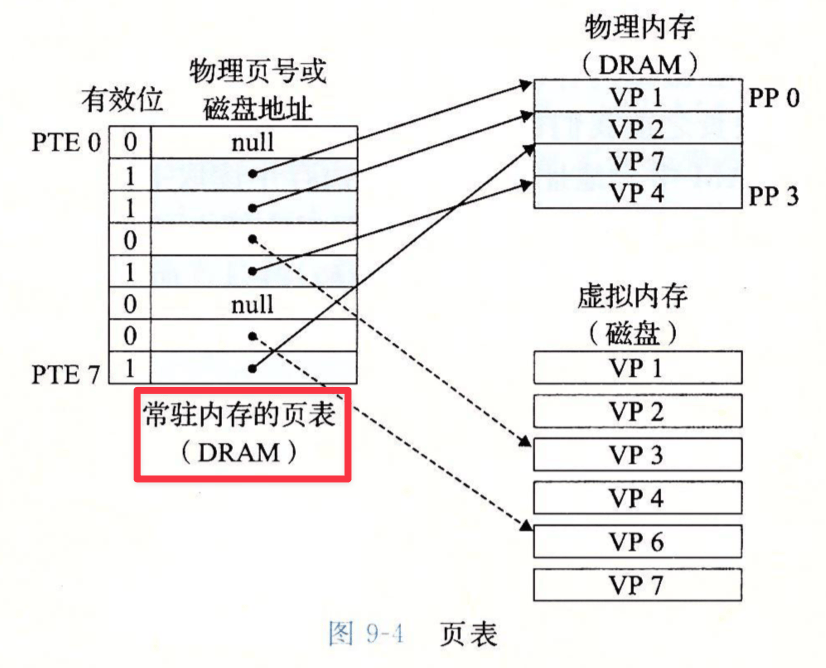 物理内存
（DRAM）
物理页号或
磁盘地址
有效位
VP 1
PP 0
VP 2
VP 7
VP 4
PP 3
PTE 0
0
null
1
1
0
1
0
null
0
PTE 7
1
常驻内存的页表
（DRAM）
虚拟内存
（磁盘）
VP 1
VP 2
VP 3
VP 4
VP 6
VP 7
图 9-4 页表